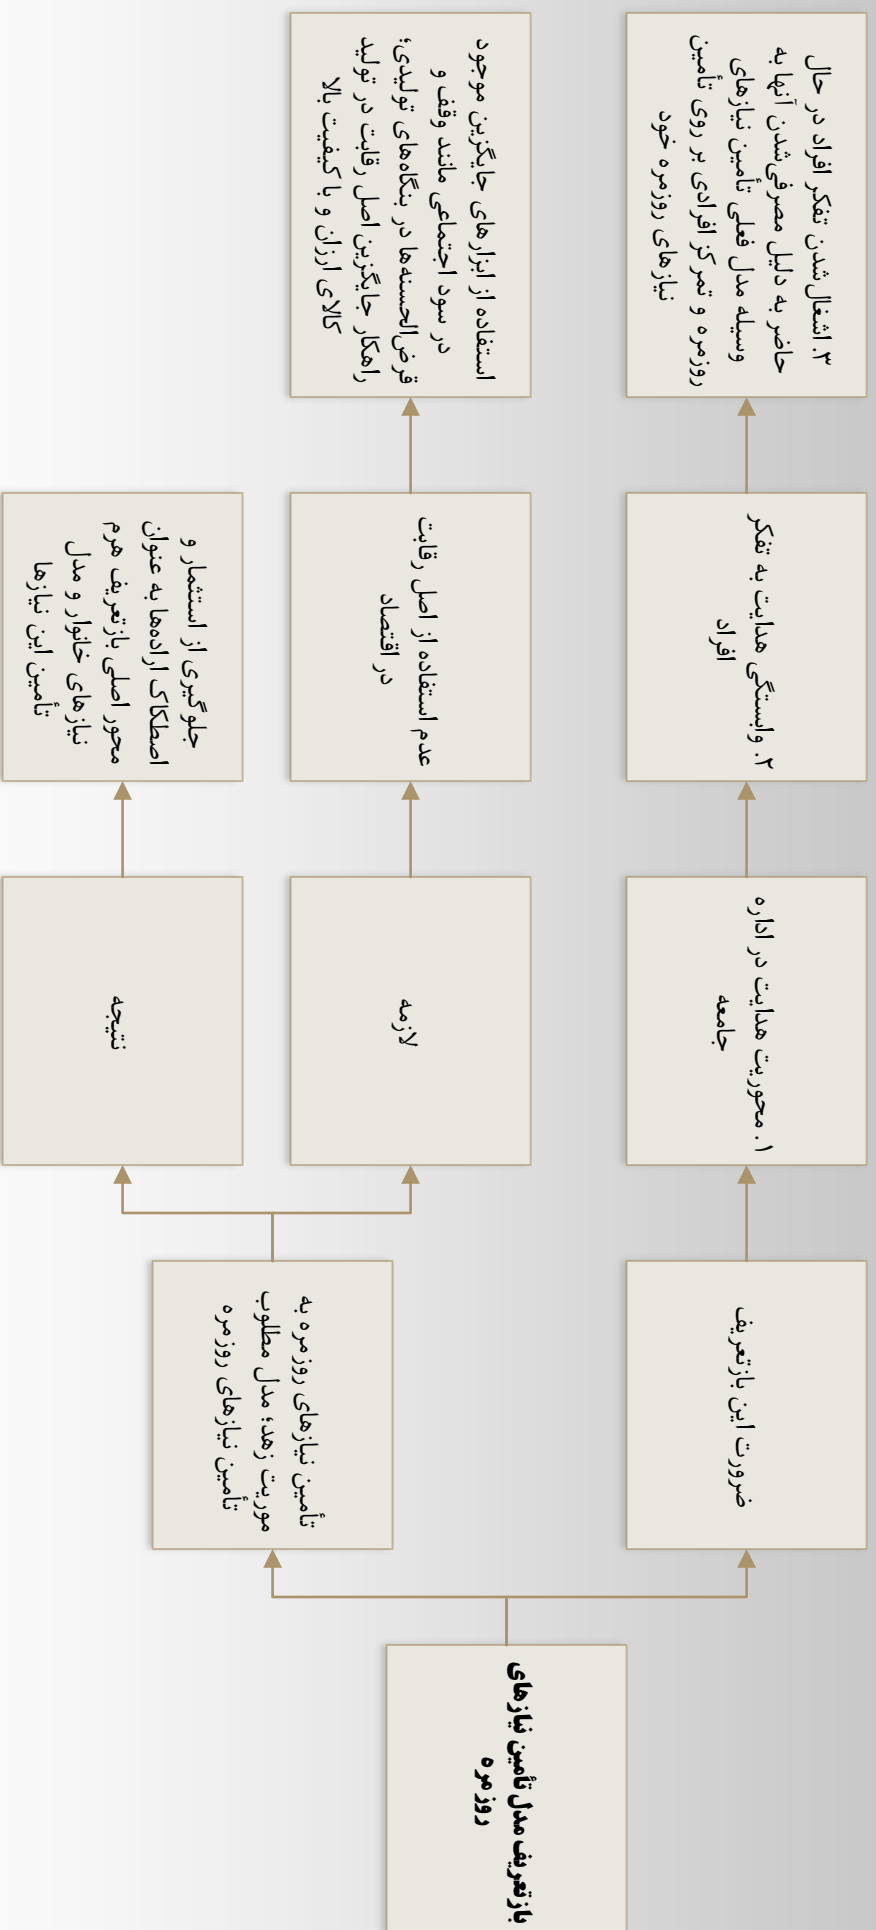 بازتعریف مدل تأمین نیازهای
روزمره
ضرورت این بازتعریف
۱. محوریت هدایت در اداره
جامعه
۲. وابستگی هدایت به تفکر
افراد
۳. اشغال‌شدن تفکر افراد در حال
حاضر به دلیل مصرفی‌شدن آنها به
وسیله مدل فعلی تأمین نیازهای
روزمره و تمرکز افرادی بر روی تأمین
نیازهای روزمره خود
تأمین نیازهای روزمره به
موریت زهد؛ مدل مطلوب
تأمین نیازهای روزمره
لازمه
عدم استفاده از اصل رقابت
در اقتصاد
استفاده از ابزارهای جایگزین موجود
در سود اجتماعی مانند وقف و
قرض‌الحسنه‌ها در بنگاه‌های تولیدی؛
راهکار جایگزین اصل رقابت در تولید
کالای ارزان و با کیفیت بالا
نتیجه
جلوگیری از استثمار و
اصطکاک اراده‌ها به عنوان
محور اصلی بازتعریف هرم
نیازهای خانوار و مدل
تأمین این نیازها